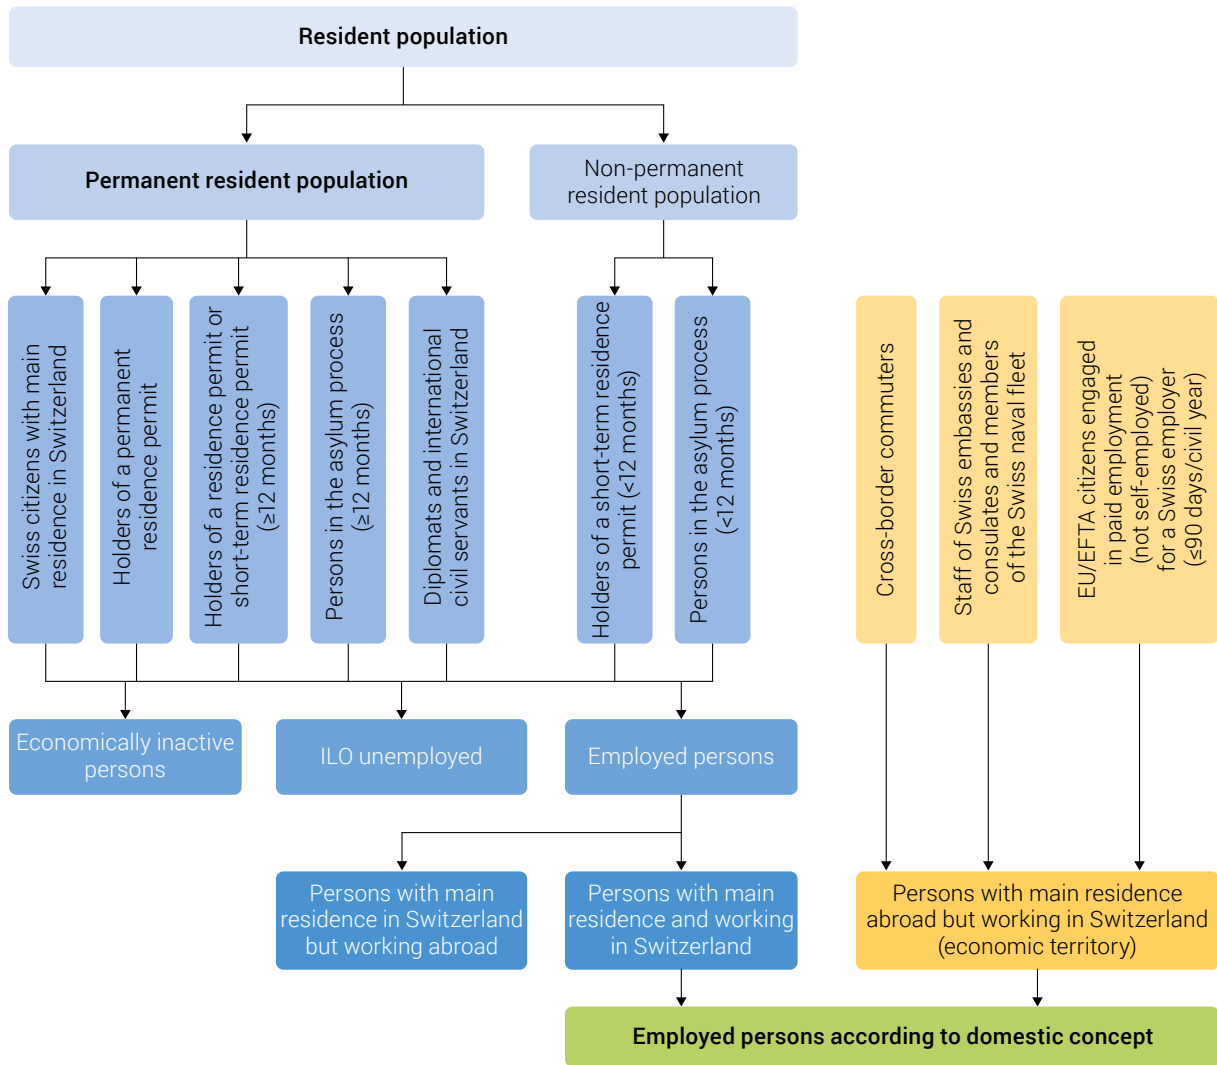 Resident population
Permanent resident population
Non-permanent
resident population
Swiss citizens with main
residence in Switzerland
Holders of a permanent
residence permit
Holders of a residence permit or
short-term residence permit
(≥12 months)
Persons in the asylum process
(≥12 months)
Diplomats and international
civil servants in Switzerland
Holders of a short-term residence
permit (<12 months)
Persons in the asylum process
(<12 months)
Cross-border commuters
Staff of Swiss embassies and
consulates and members
of the Swiss naval fleet
EU/EFTA citizens engaged
in paid employment
(not self-employed)
for a Swiss employer
(≤90 days/civil year)
Economically inactive
persons
ILO unemployed
Employed persons
Persons with main
residence in Switzerland
but working abroad
Persons with main
residence and working
in Switzerland
Persons with main residence
abroad but working in Switzerland
(economic territory)
Employed persons according to domestic concept